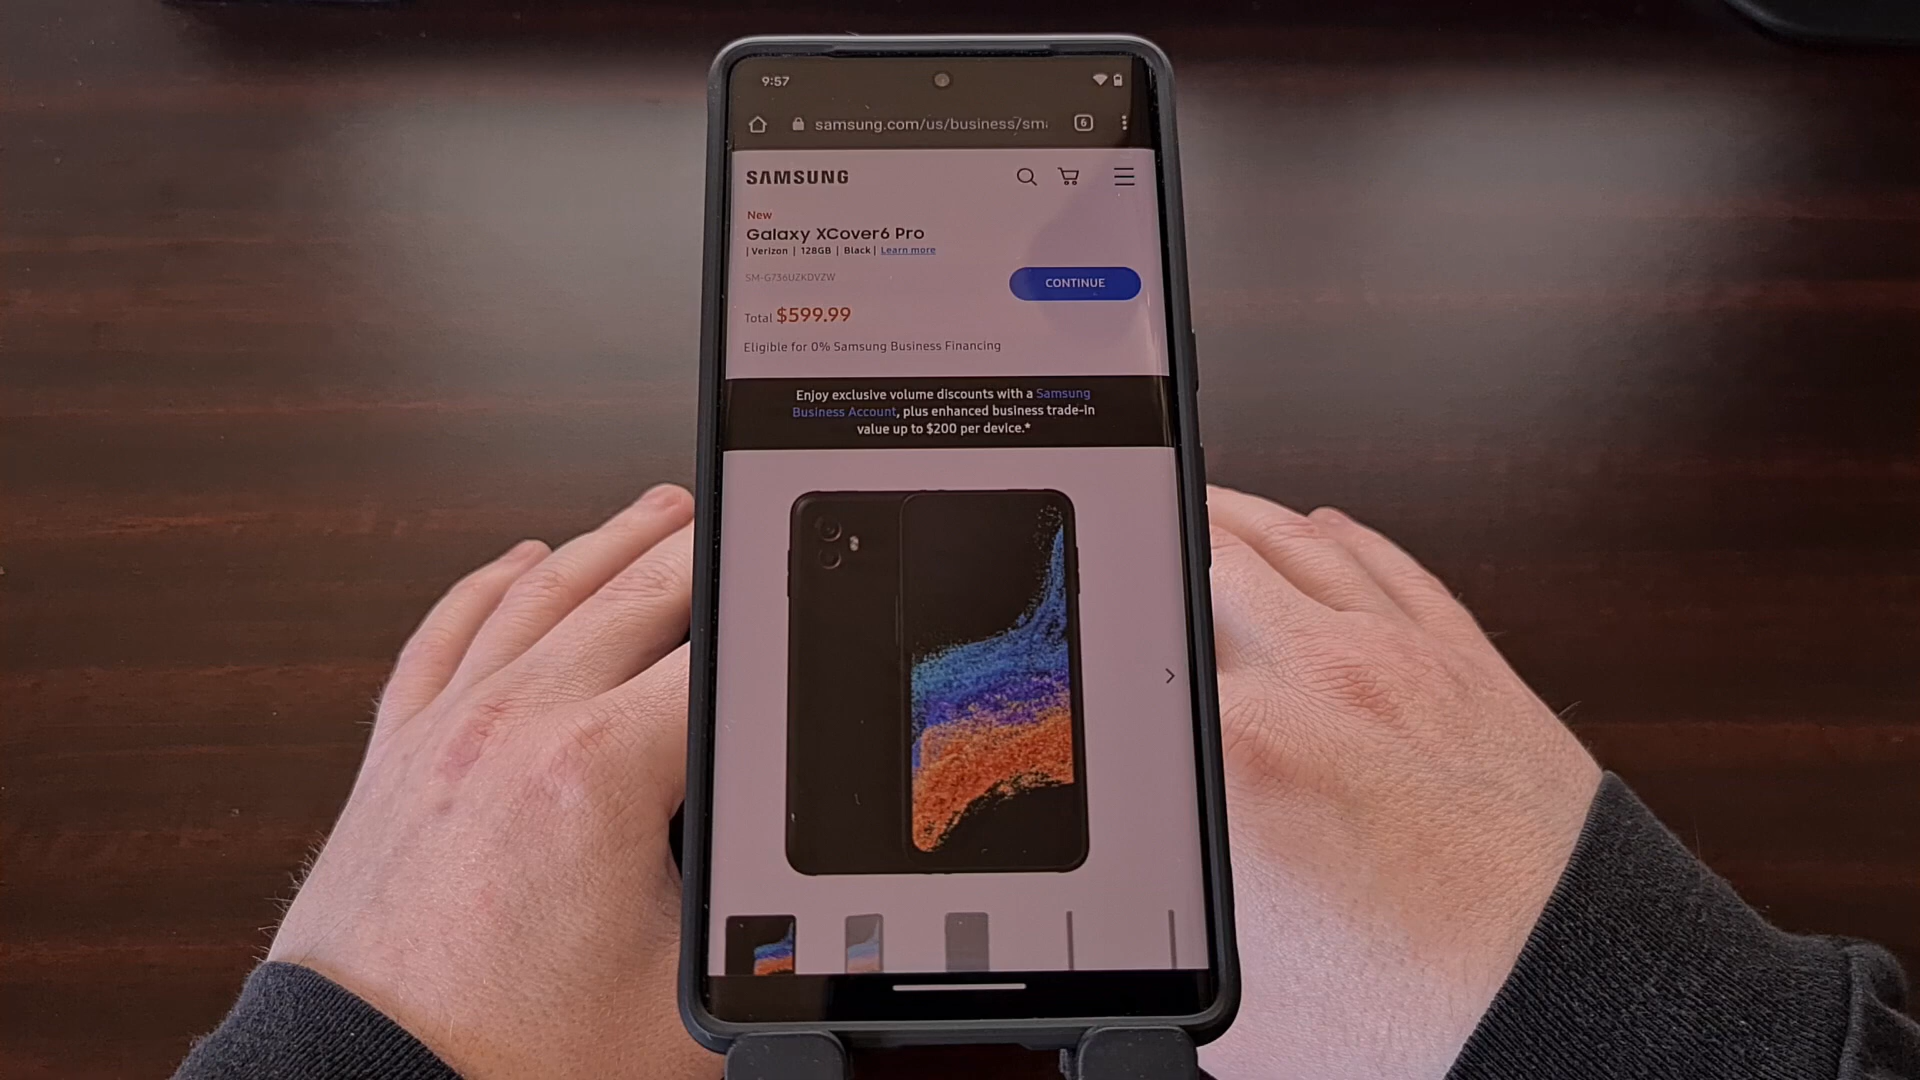 9:57
samsung.com/us/business/sm
6
SAMSUNG
New
Galaxy XCover6 Pro
| Verizon | 128GB | Black | Learn more
SM-G736UZKDVZW
CONTINUE
Total $599.99
Eligible for 0% Samsung Business Financing
Enjoy exclusive volume discounts with a Samsung
Business Account, plus enhanced business trade-in
value up to $200 per device.*